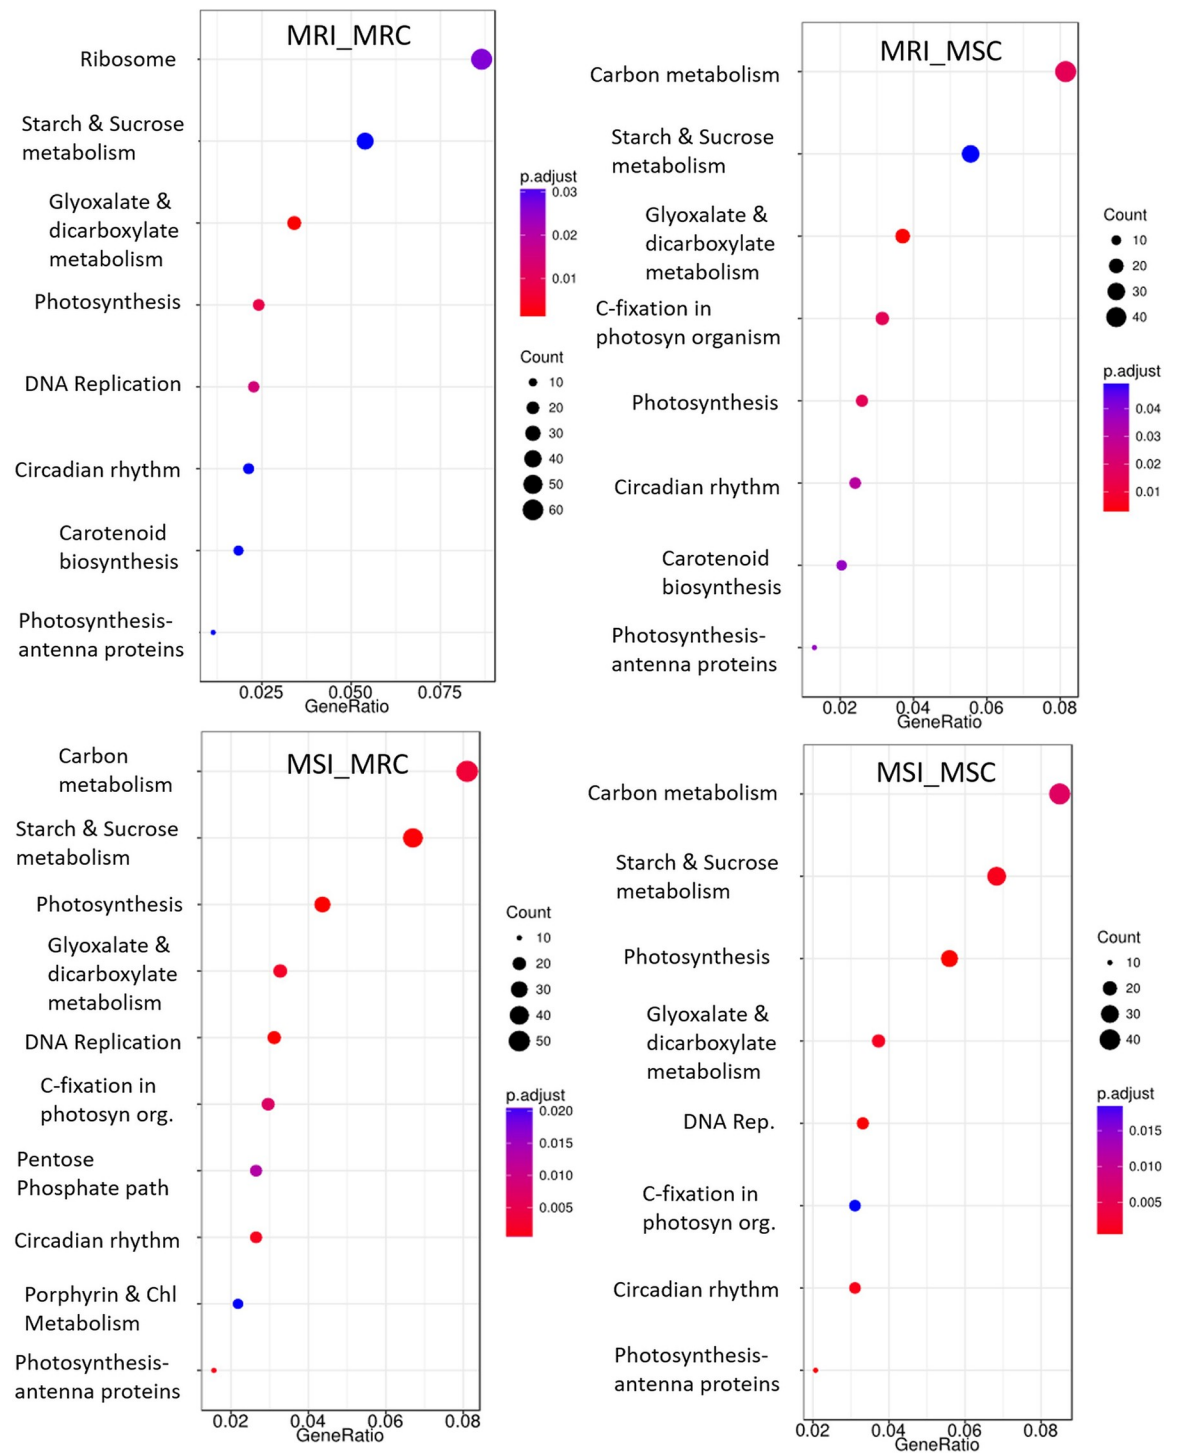 MRI_MRC
Ribosome
Starch & Sucrose
metabolism
Glyoxalate &
dicarboxylate
metabolism
Photosynthesis
DNA Replication
Circadian rhythm
Carotenoid
biosynthesis
Photosynthesis-
antenna proteins
0.025 0.050 0.075
GeneRatio
p.adjust
0.03
0.02
0.01
Count
10
20
30
40
50
60
MRI_MSC
Carbon metabolism
Starch & Sucrose
metabolism
Glyoxalate &
dicarboxylate
metabolism
C-fixation in
photosyn organism
Photosynthesis
Circadian rhythm
Carotenoid
biosynthesis
Photosynthesis-
antenna proteins
0.02 0.04 0.06 0.08
GeneRatio
Count
10
20
30
40
p.adjust
0.04
0.03
0.02
0.01
MSI_MRC
Carbon
metabolism
Starch & Sucrose
metabolism
Photosynthesis
Glyoxalate &
dicarboxylate
metabolism
DNA Replication
C-fixation in
photosyn org.
Pentose
Phosphate path
Circadian rhythm
Porphyrin & Chl
Metabolism
Photosynthesis-
antenna proteins
0.02 0.04 0.06 0.08
GeneRatio
Count
10
20
30
40
50
p.adjust
0.020
0.015
0.010
0.005
MSI_MSC
Carbon metabolism
Starch & Sucrose
metabolism
Photosynthesis
Glyoxalate &
dicarboxylate
metabolism
DNA Rep.
C-fixation in
photosyn org.
Circadian rhythm
Photosynthesis-
antenna proteins
0.02 0.04 0.06 0.08
GeneRatio
Count
10
20
30
40
p.adjust
0.015
0.010
0.005